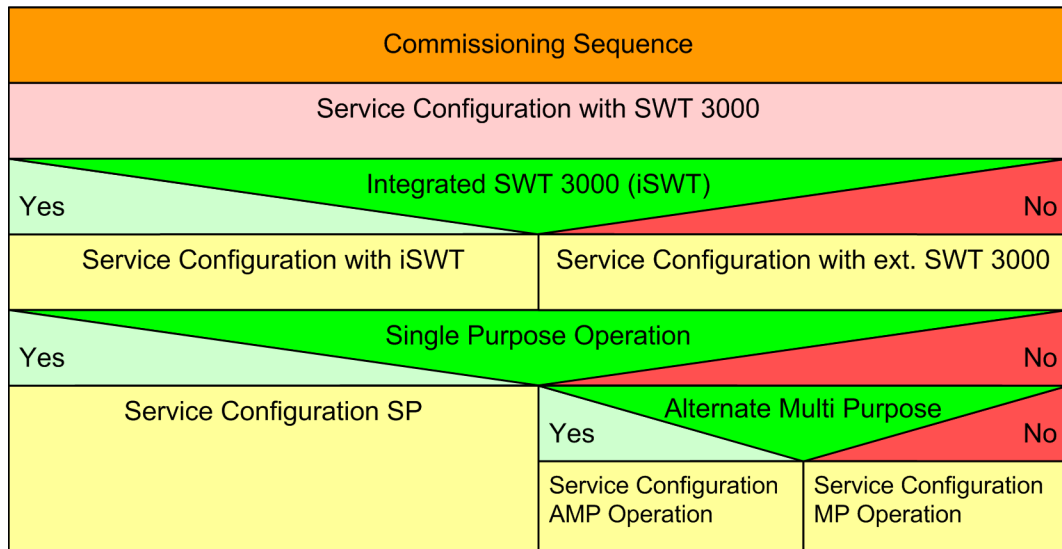 Commissioning Sequence
Service Configuration with SWT 3000
Integrated SWT 3000 (iSWT)
Yes
No
Service Configuration with iSWT
Service Configuration with ext. SWT 3000
Single Purpose Operation
Yes
No
Service Configuration SP
Alternate Multi Purpose
Yes
No
Service Configuration
AMP Operation
Service Configuration
MP Operation